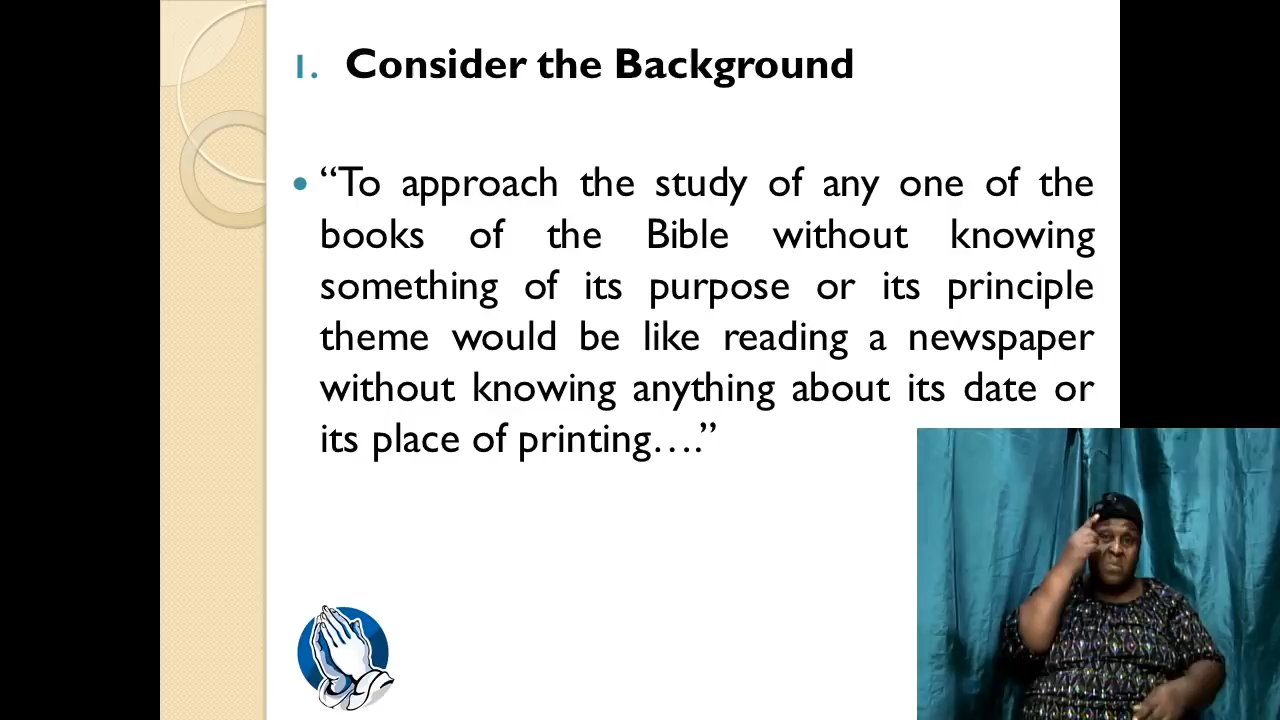 1. Consider the Background
• “To approach the study of any one of the
books of the Bible without knowing
something of its purpose or its principle
theme would be like reading a newspaper
without knowing anything about its date or
its place of printing….”